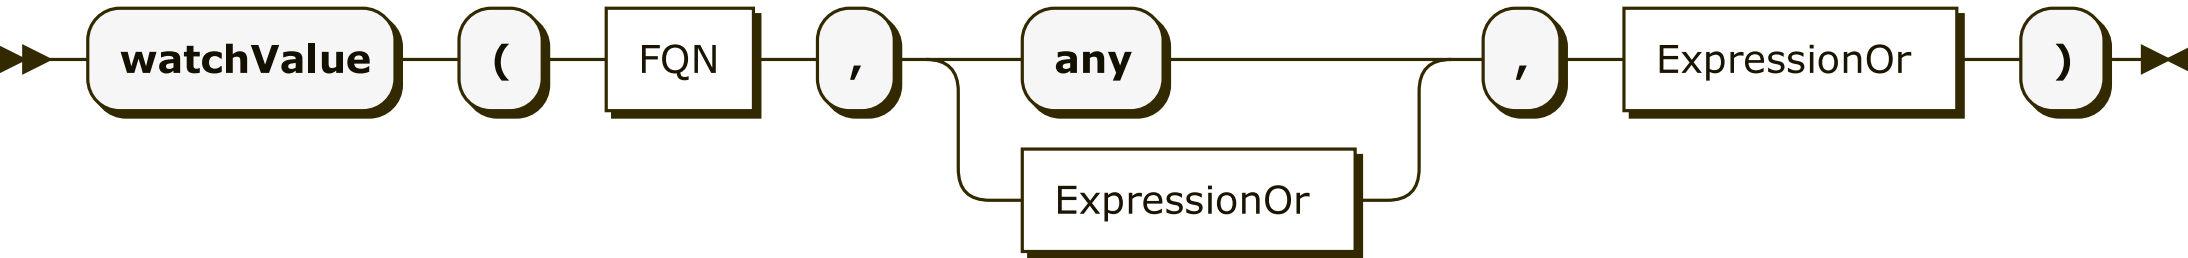 watchValue ( FQN , any , ExpressionOr )
ExpressionOr